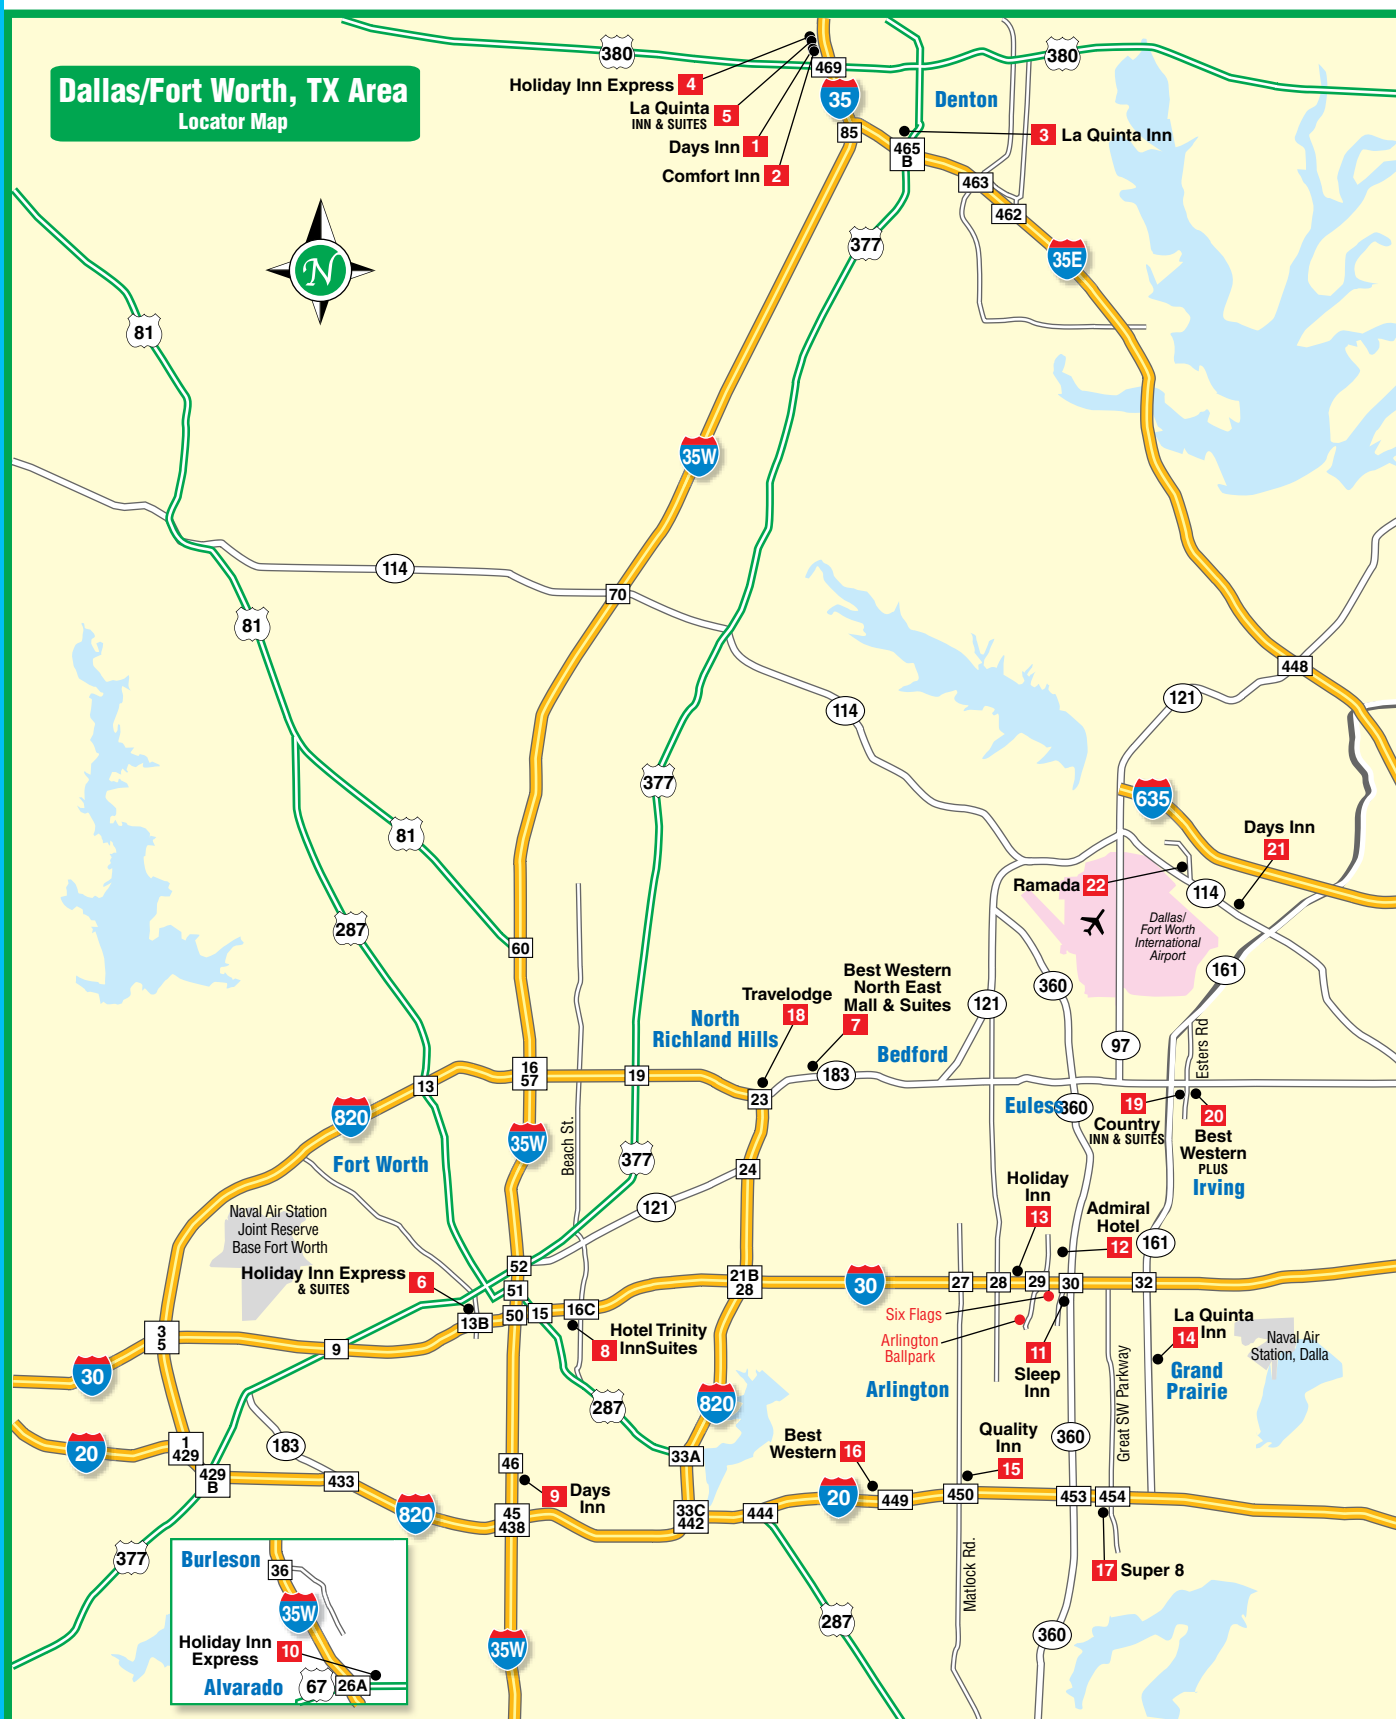 Dallas/Fort Worth, TX Area
Locator Map
380
380
469
Holiday Inn Express 4
La Quinta 5
INN & SUITES
Days Inn 1
Comfort Inn 2
35
Denton
85
465
B
3 La Quinta Inn
463
462
377
35E
N
81
35W
114
70
81
114
448
121
377
635
81
Days Inn
21
Ramada 22
114
Dallas/
Fort Worth
International
Airport
287
60
161
360
121
Best Western
North East
Mall & Suites
7
Travelodge
18
North
Richland Hills
Bedford
97
Esters Rd
16
57
19
183
13
23
820
Euless
360
19
Country
INN & SUITES
20
Best
Western
PLUS
Irving
35W
Beach St.
Fort Worth
377
24
121
Holiday
Inn
13
Admiral
Hotel
12
161
Naval Air Station
Joint Reserve
Base Fort Worth
Holiday Inn Express 6
& SUITES
52
51
21B
28
30
27
28
29
30
32
50
15
16C
13B
Six Flags
Arlington
Ballpark
Hotel Trinity
8 InnSuites
3
5
9
30
11
Sleep
Inn
La Quinta
Inn
14
Grand
Prairie
Naval Air
Station, Dalla
Great SW Parkway
Arlington
820
287
20
1
429
183
429
B
433
46
33A
Best
Western 16
Quality
Inn
15
360
9 Days
Inn
820
45
438
33C
442
444
20
449
450
453
454
377
Burleson
36
35W
Holiday Inn
Express
10
Alvarado
67
26A
17 Super 8
Matlock Rd.
287
360
35W